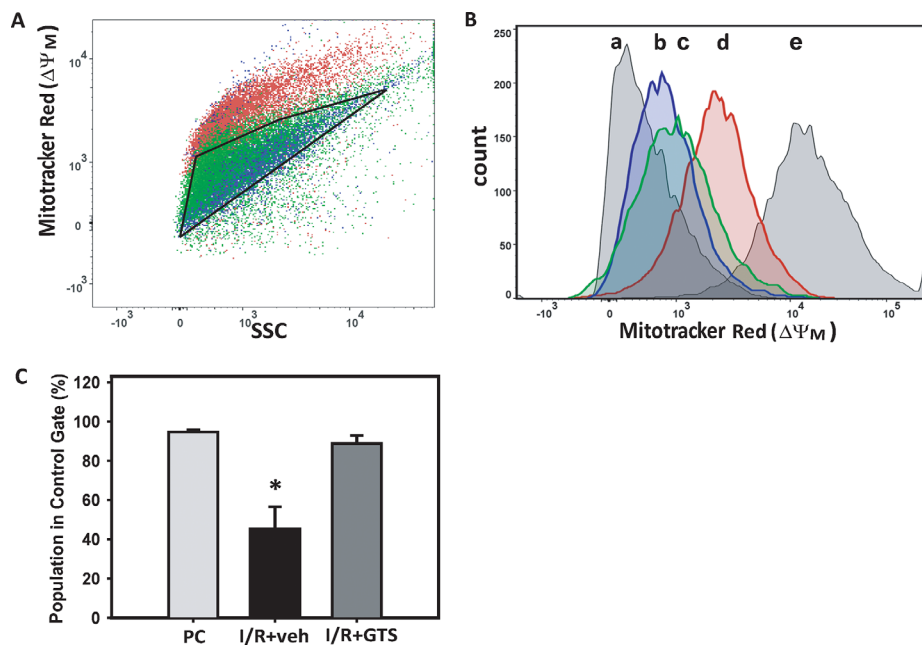 A
Mitotracker Red (ΔΨM)
10⁴
10³
0
-10³
-10³
0
10³
10⁴
SSC
B
250
200
150
100
50
0
count
a
b
c
d
e
-10³
0
10³
10⁴
10⁵
Mitotracker Red (ΔΨM)
C
Population in Control Gate (%)
120
100
80
60
40
20
0
*
PC
I/R+veh
I/R+GTS